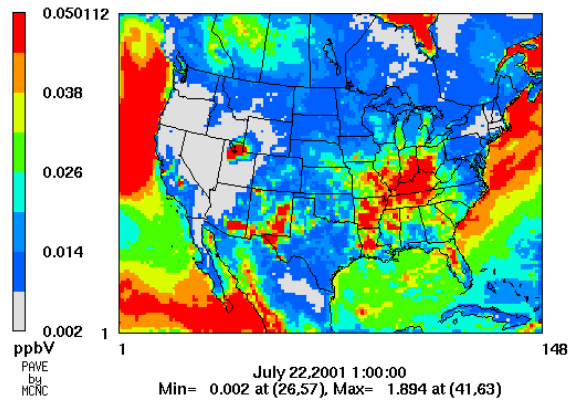 0.050112
0.038
0.026
0.014
0.002
1
ppbV
1
148
PAVE
by
MCNC
July 22,2001 1:00:00
Min= 0.002 at (26,57), Max= 1.894 at (41,63)